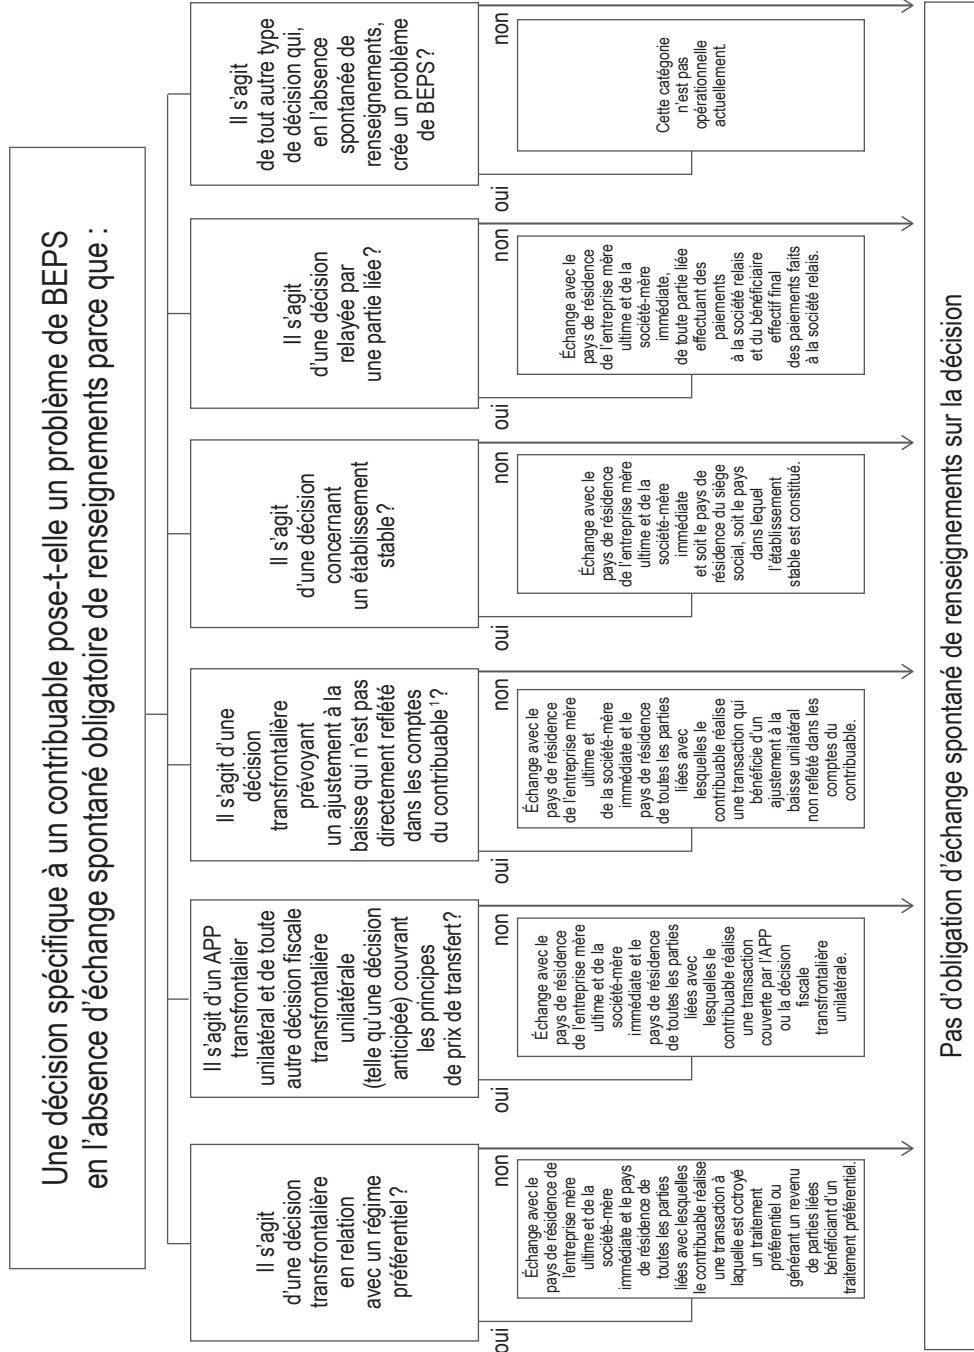 Une décision spécifique à un contribuable pose-t-elle un problème de BEPS
en l'absence d'échange spontané obligatoire de renseignements parce que :
Il s'agit
d'une décision
transfrontalière
en relation
avec un régime
préférentiel ?
oui
non
Échange avec le
pays de résidence de
l'entreprise mère
ultime et de la
société-mère
immédiate et le pays
de résidence de
toutes les parties
liées avec lesquelles
le contribuable réalise
une transaction à
laquelle est octroyé
un traitement
préférentiel ou
générant un revenu
de parties liées
bénéficiant d'un
traitement préférentiel.
Il s'agit d'un APP
transfrontalier
unilatéral et de toute
autre décision fiscale
transfrontalière
unilatérale
(telle qu'une décision
anticipée) couvrant
les principes
de prix de transfert ?
oui
non
Échange avec le
pays de résidence
de l'entreprise mère
ultime et de la
société-mère
immédiate et le
pays de résidence
de toutes les parties
liées avec
lesquelles le
contribuable réalise
une transaction
couverte par l'APP
ou la décision
fiscale
transfrontalière
unilatérale.
Il s'agit d'une
décision
transfrontalière
prévoyant
un ajustement à la
baisse qui n'est pas
directement reflété
dans les comptes
du contribuable 1 ?
oui
non
Échange avec le
pays de résidence
de l'entreprise mère
ultime et
de la société-mère
immédiate et le
pays de résidence
de toutes les parties
liées avec
lesquelles le
contribuable réalise
une transaction qui
bénéficie d'un
ajustement à la
baisse unilatéral
non reflété dans les
comptes du
contribuable.
Il s'agit
d'une décision
concernant
un établissement
stable ?
oui
non
Échange avec le
pays de résidence
de l'entreprise mère
ultime et de la
société-mère
immédiate
et soit le pays de
résidence du siège
social, soit le pays
dans lequel
l'établissement
stable est constitué.
Il s'agit
d'une décision
relayée par
une partie liée ?
oui
non
Échange avec le
pays de résidence
de l'entreprise mère
ultime et de la
société-mère
immédiate,
de toute partie liée
effectuant des
paiements
à la société relais
et du bénéficiaire
effectif final
des paiements faits
à la société relais.
Il s'agit
de tout autre type
de décision qui,
en l'absence
spontanée de
renseignements,
crée un problème
de BEPS ?
oui
non
Cette catégorie
n'est pas
opérationnelle
actuellement.
Pas d'obligation d'échange spontané de renseignements sur la décision